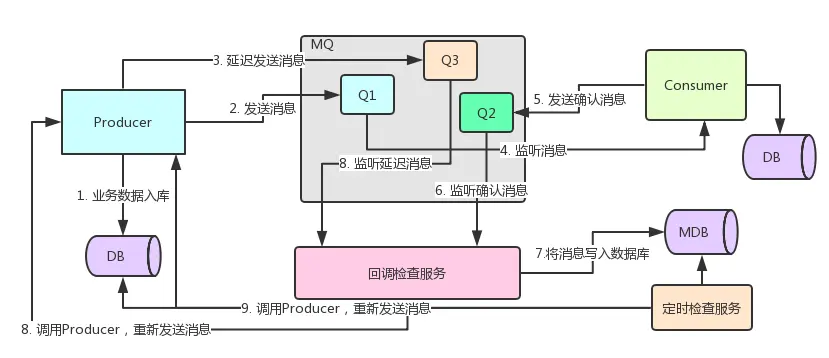 MQ
3. 延迟发送消息
Q3
Q1
Q2
Consumer
5. 发送确认消息
2. 发送消息
Producer
4. 监听消息
8. 监听延迟消息
DB
6. 监听确认消息
1. 业务数据入库
MDB
DB
7.将消息写入数据库
回调检查服务
9. 调用Producer，重新发送消息
定时检查服务
8. 调用Producer，重新发送消息